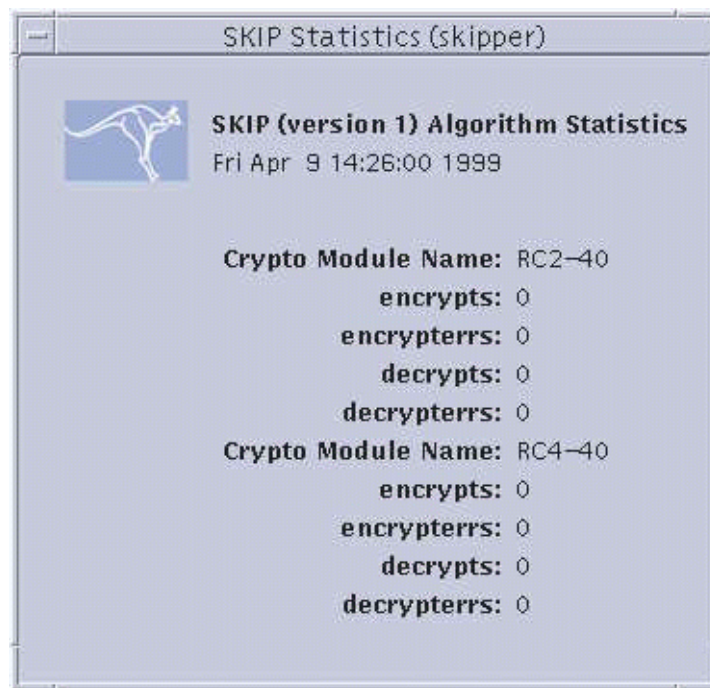 SKIP Statistics (skipper)
SKIP (version 1) Algorithm Statistics
Fri Apr 9 14:26:00 1999
Crypto Module Name: RC2-40
encrypts: 0
encrypterrs: 0
decrypts: 0
decrypterrs: 0
Crypto Module Name: RC4-40
encrypts: 0
encrypterrs: 0
decrypts: 0
decrypterrs: 0